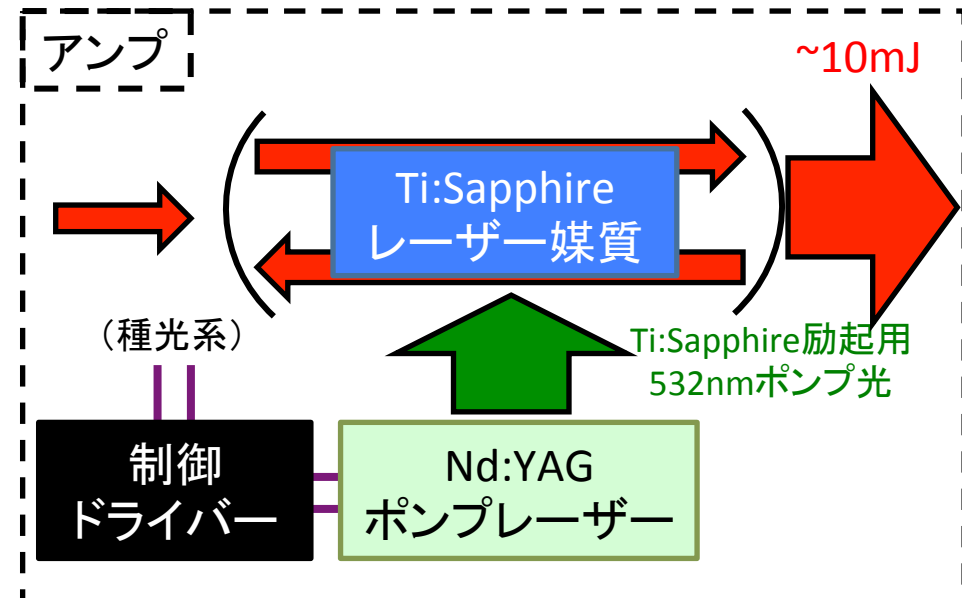 アンプ
~10mJ
Ti:Sapphire
レーザー媒質
（種光系）
Ti:Sapphire励起用
532nmポンプ光
制御
ドライバー
Nd:YAG
ポンプレーザー